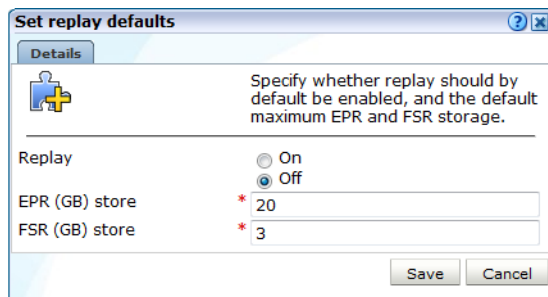 Set replay defaults
Details
Specify whether replay should by
default be enabled, and the default
maximum EPR and FSR storage.
Replay
On
Off
EPR (GB) store * 20
FSR (GB) store * 3
Save Cancel